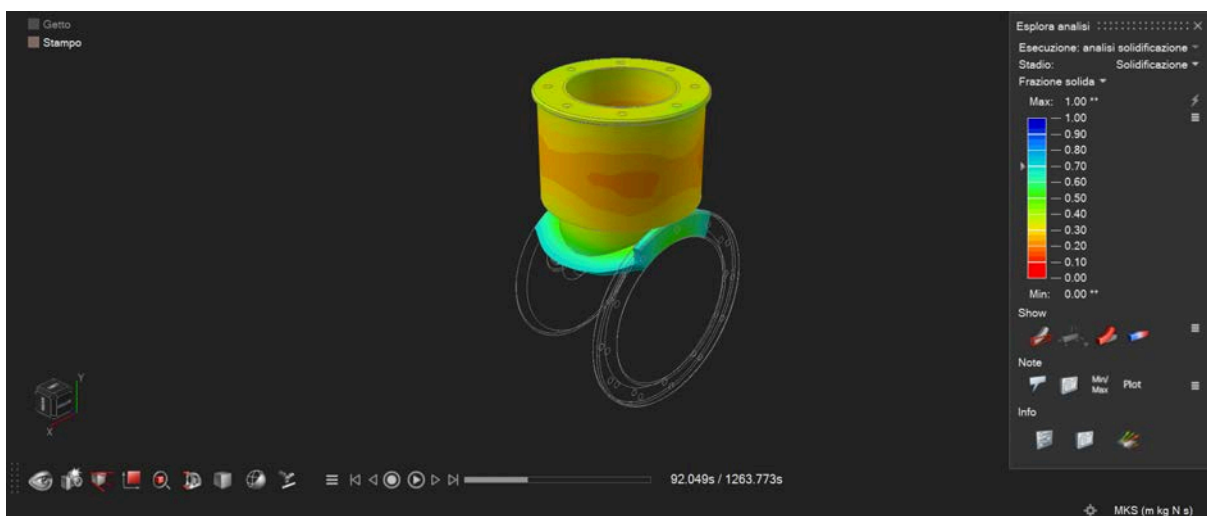 Getto
Stampo
Esplora analisi
Esecuzione: analisi solidificazione
Stadio: Solidificazione
Frazione solida
Max: 1.00 **
1.00
0.90
0.80
0.70
0.60
0.50
0.40
0.30
0.20
0.10
0.00
Min: 0.00 **
Show
Note
Min/
Max
Plot
Info
Y
X
92.049s / 1263.773s
MKS (m kg N s)